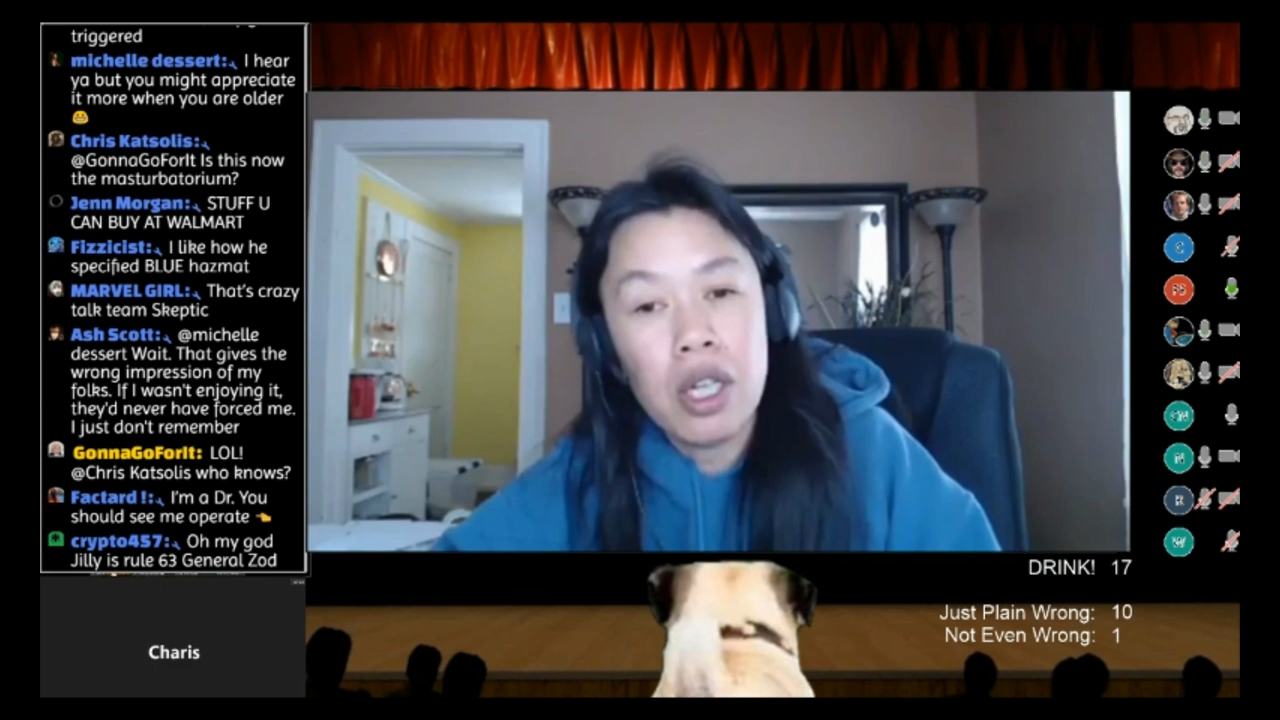 triggered
michelle dessert: I hear
ya but you might appreciate
it more when you are older
Chris Katsolis:
@GonnaGoForIt Is this now
the masturbatorium?
Jenn Morgan: STUFF U
CAN BUY AT WALMART
Fizzicist: I like how he
specified BLUE hazmat
MARVEL GIRL: That's crazy
talk team Skeptic
Ash Scott: @michelle
dessert Wait. That gives the
wrong impression of my
folks. If I wasn't enjoying it,
they'd never have forced me.
I just don't remember
GonnaGoForIt: LOL!
@Chris Katsolis who knows?
Factard !: I'm a Dr. You
should see me operate
crypto457: Oh my god
Jilly is rule 63 General Zod
Charis
DRINK! 17
Just Plain Wrong: 10
Not Even Wrong: 1